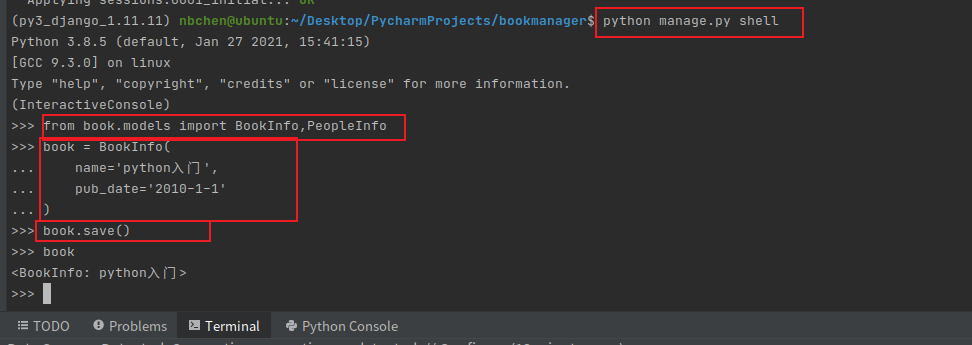 Applying sessions.0001_initial... OK
(py3_django_1.11.11) nbchen@ubuntu:~/Desktop/PycharmProjects/bookmanager$ python manage.py shell
Python 3.8.5 (default, Jan 27 2021, 15:41:15)
[GCC 9.3.0] on linux
Type "help", "copyright", "credits" or "license" for more information.
(InteractiveConsole)
>>> from book.models import BookInfo,PeopleInfo
>>> book = BookInfo(
...     name='python入门',
...     pub_date='2010-1-1'
... )
>>> book.save()
>>> book
<BookInfo: python入门>
>>>
TODO Problems Terminal Python Console